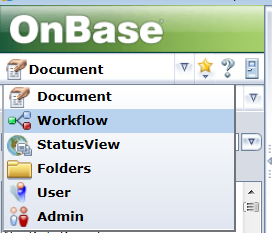 OnBase®
Document
Document
Workflow
StatusView
Folders
User
Admin